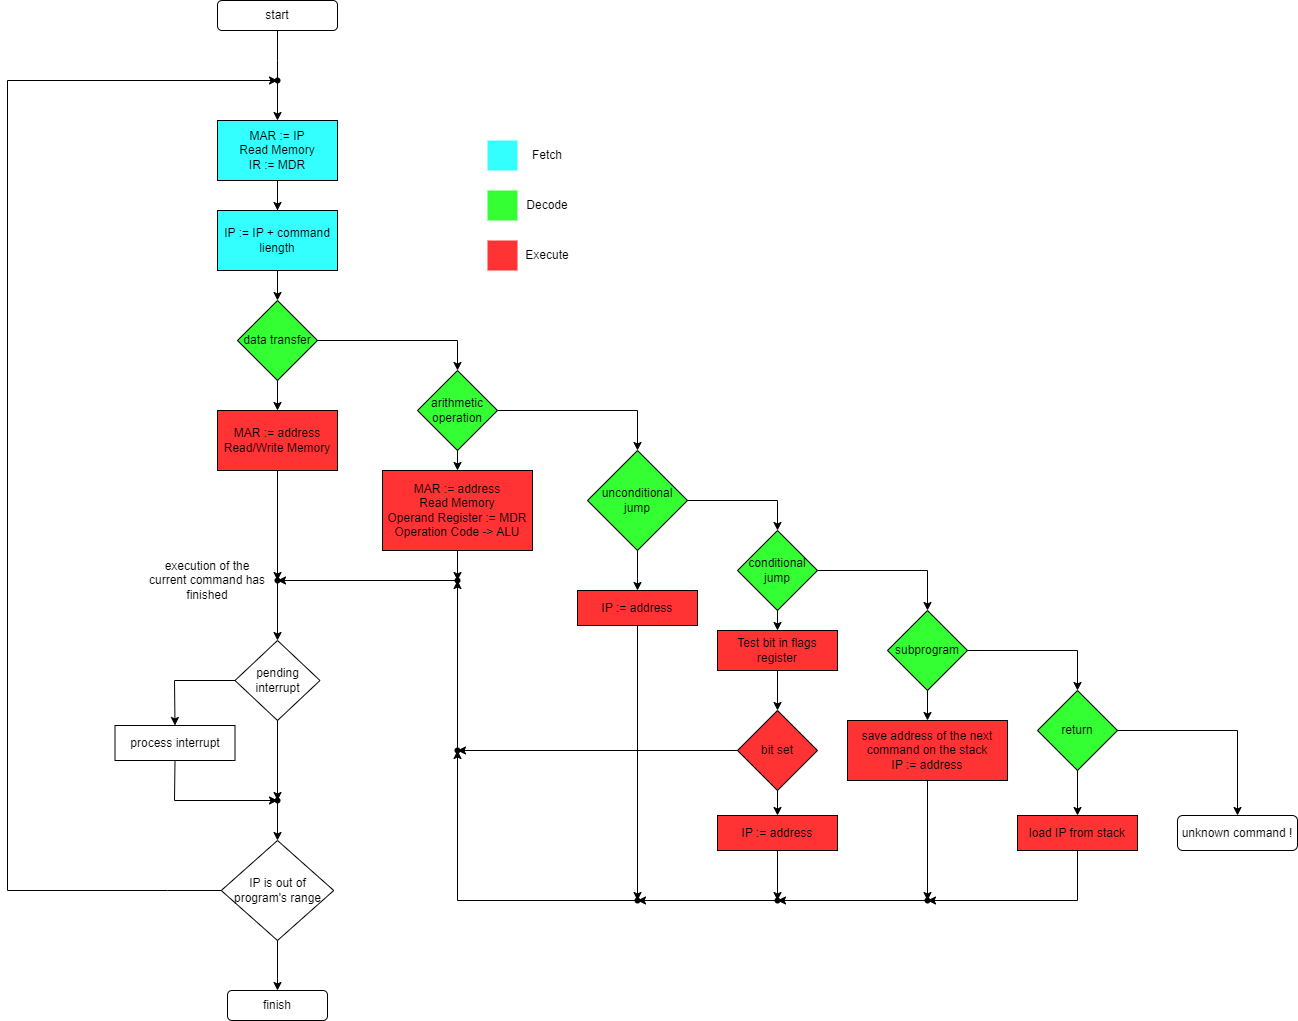 start
MAR := IP
Read Memory
IR := MDR
Fetch
Decode
Execute
IP := IP + command
liength
data transfer
arithmetic
operation
MAR := address
Read/Write Memory
MAR := address
Read Memory
Operand Register := MDR
Operation Code -> ALU
unconditional
jump
conditional
jump
execution of the
current command has
finished
IP := address
Test bit in flags
register
subprogram
pending
interrupt
process interrupt
bit set
save address of the next
command on the stack
IP := address
return
IP := address
load IP from stack
unknown command !
IP is out of
program's range
finish